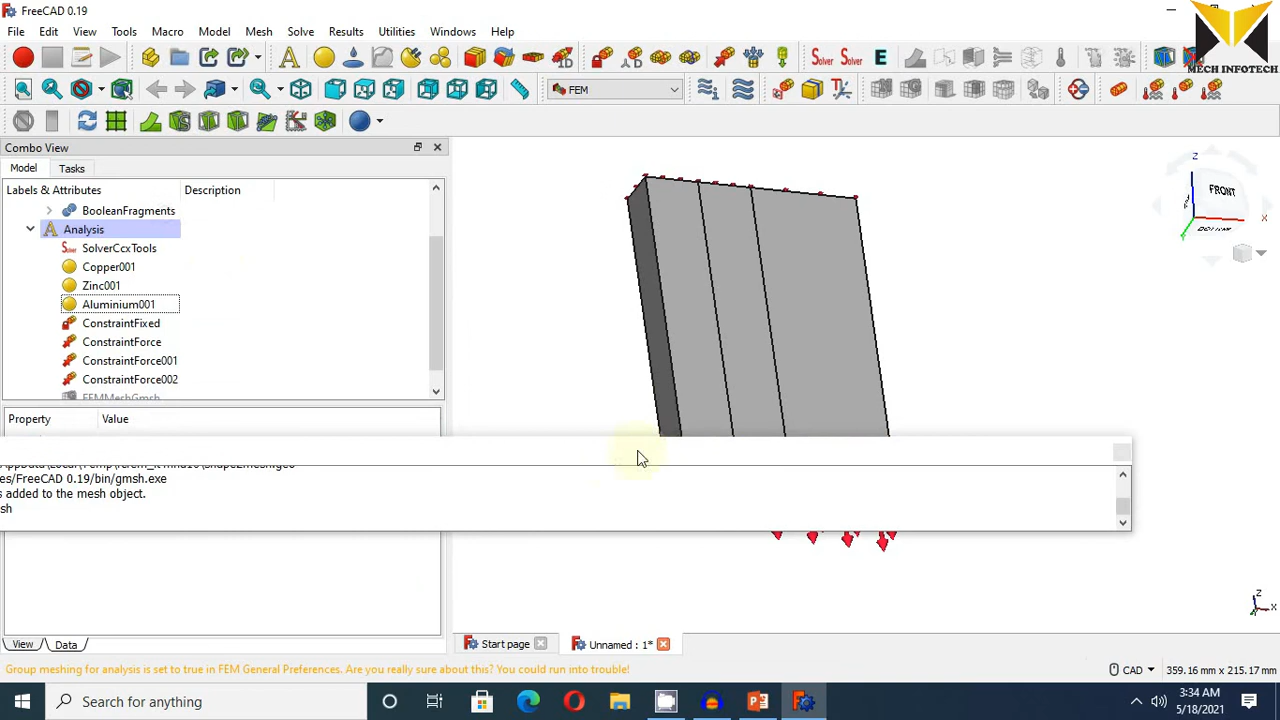 FreeCAD 0.19
File Edit View Tools Macro Model Mesh Solve Results Utilities Windows Help
MECH INFOTECH
FEM
Combo View
Model Tasks
Labels & Attributes Description
BooleanFragments
Analysis
SolverCcxTools
Copper001
Zinc001
Aluminium001
ConstraintFixed
ConstraintForce
ConstraintForce001
ConstraintForce002
FEMMeshGmsh
Property Value
es/FreeCAD 0.19/bin/gmsh.exe
s added to the mesh object.
sh
FRONT
Z
X
Z
X
View Data
Start page
Unnamed : 1*
Group meshing for analysis is set to true in FEM General Preferences. Are you really sure about this? You could run into trouble!
CAD
359.16 mm x 215.17 mm
Search for anything
3:34 AM
5/18/2021